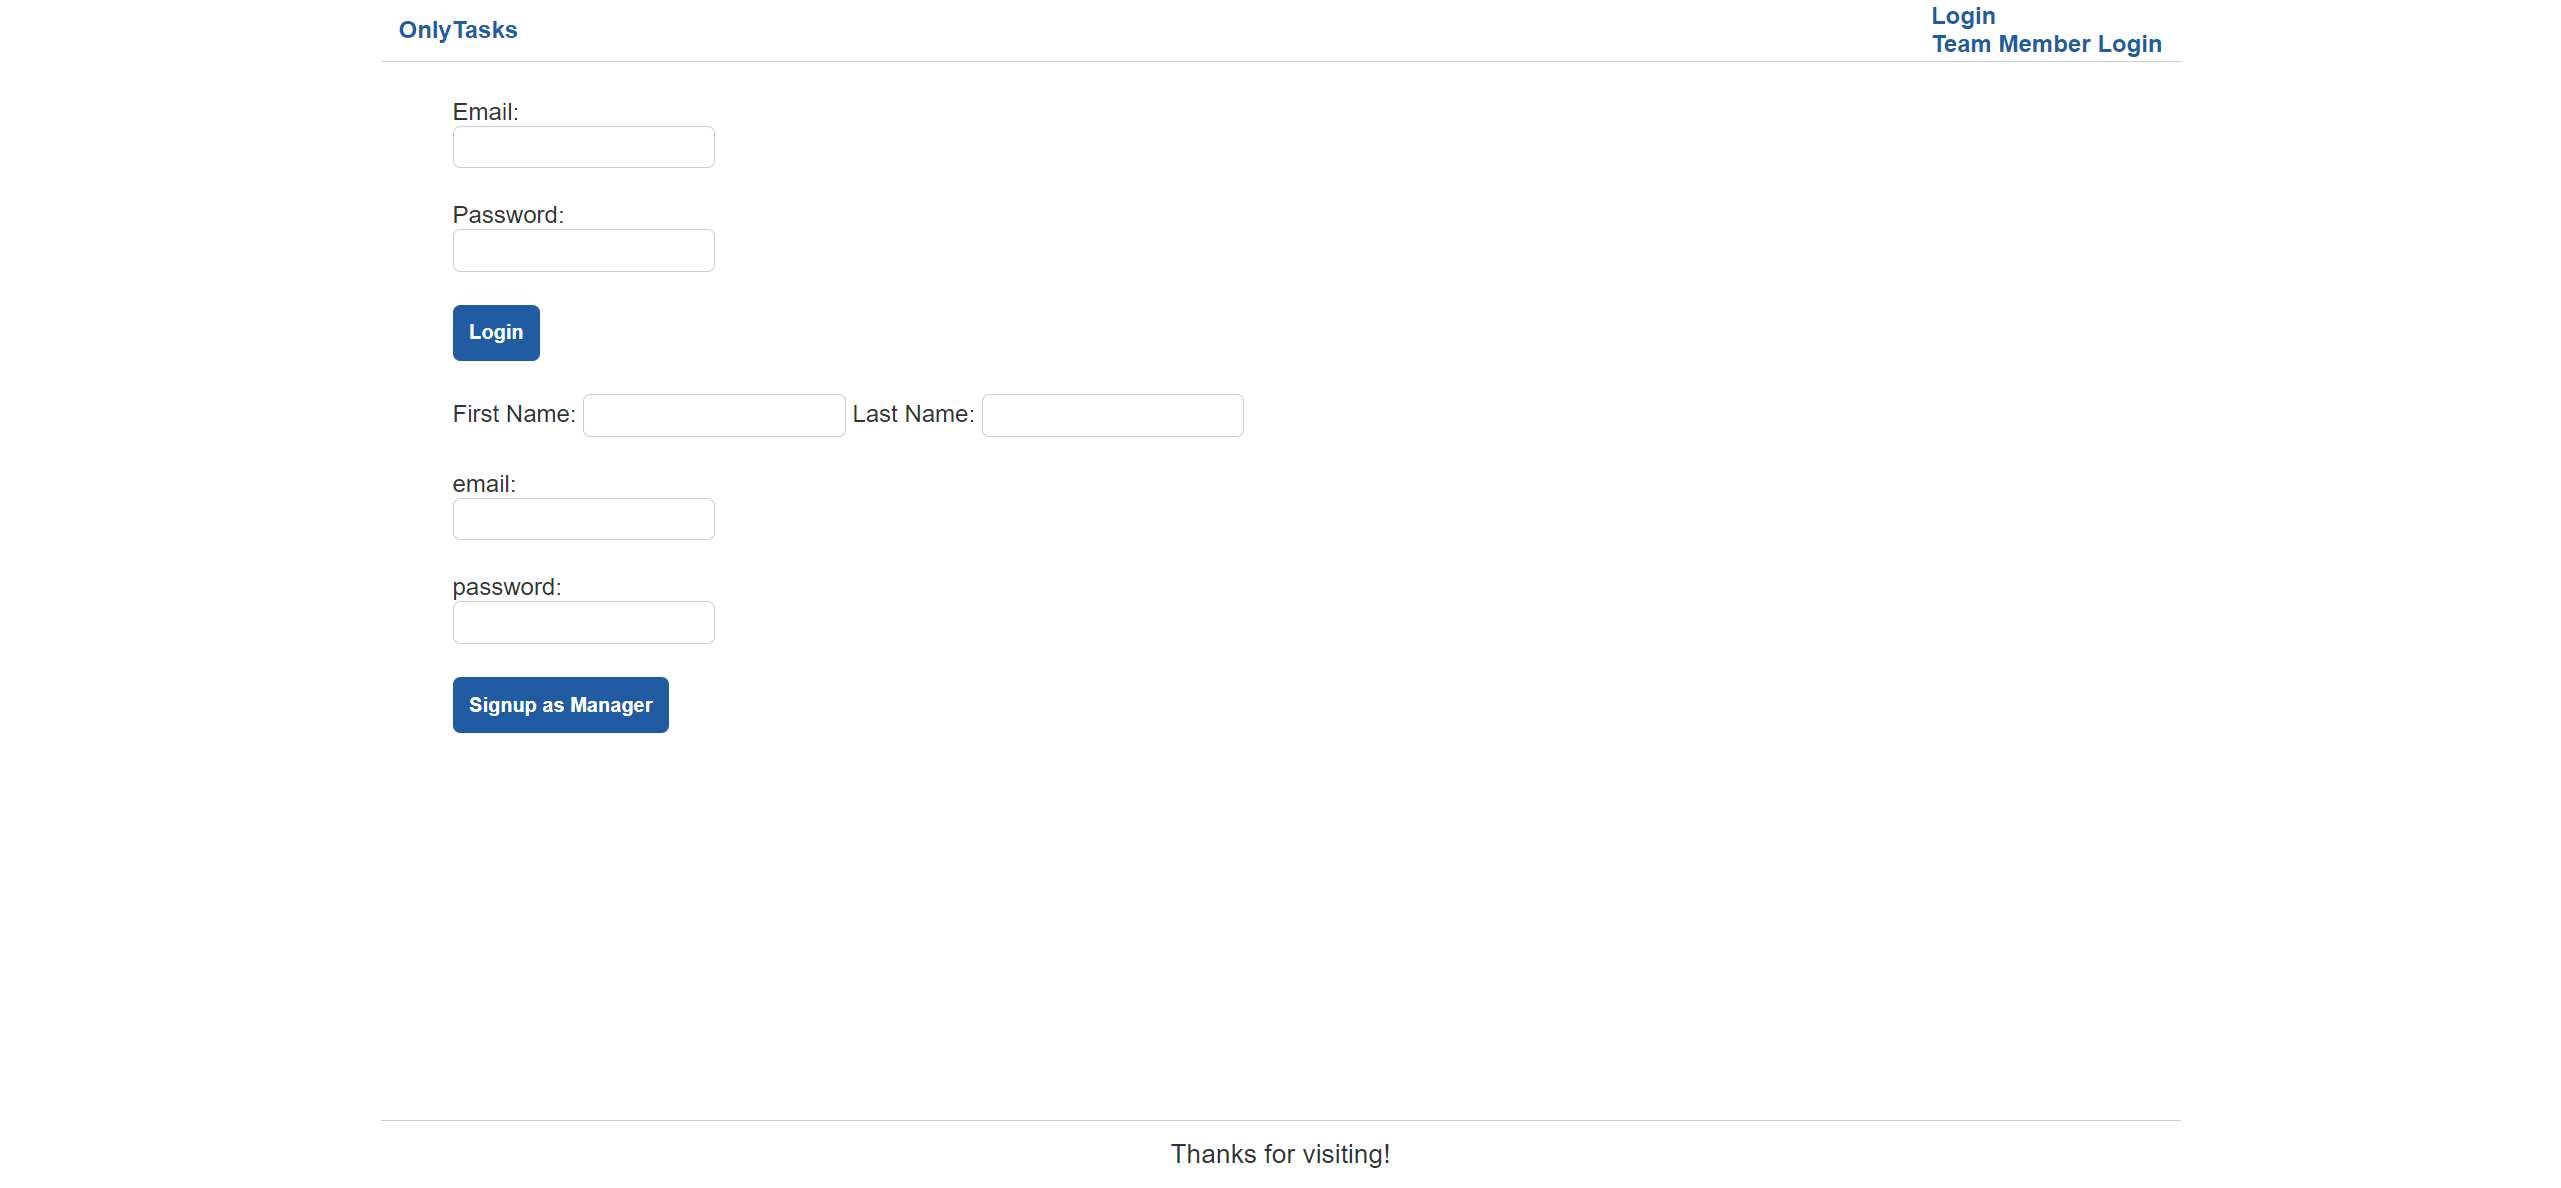 OnlyTasks
Login
Team Member Login
Email:
Password:
Login
First Name: Last Name:
email:
password:
Signup as Manager
Thanks for visiting!